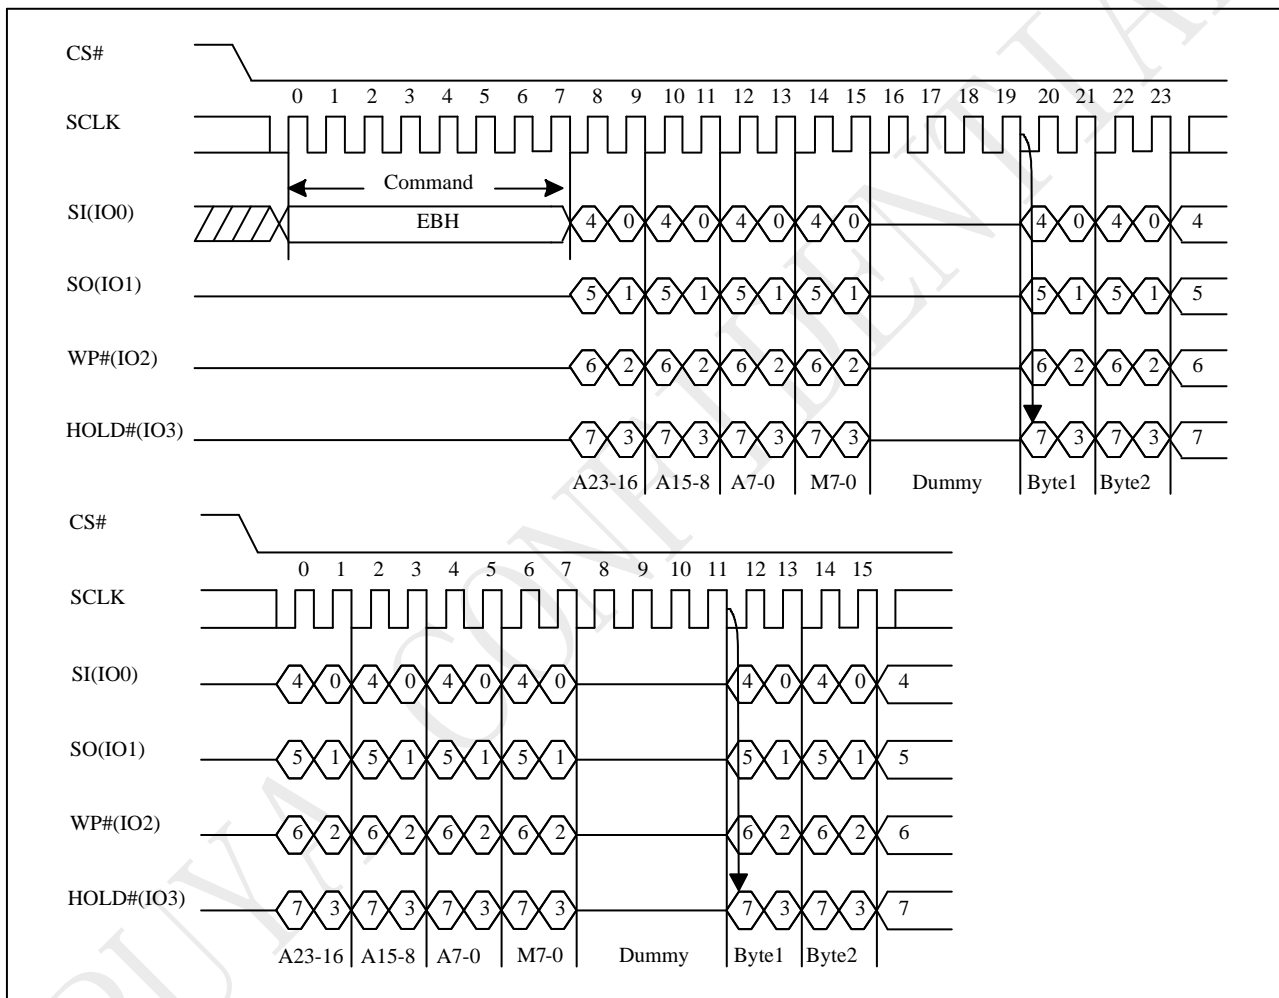 CS#
0 1 2 3 4 5 6 7 8 9 10 11 12 13 14 15 16 17 18 19 20 21 22 23
SCLK
Command
SI(IO0) EBH 4 0 4 0 4 0 4 0 4 0 4 0 4
SO(IO1) 5 1 5 1 5 1 5 1 5 1 5 1 5
WP#(IO2) 6 2 6 2 6 2 6 2 6 2 6 2 6
HOLD#(IO3) 7 3 7 3 7 3 7 3 7 3 7 3 7
A23-16 A15-8 A7-0 M7-0 Dummy Byte1 Byte2
CS#
0 1 2 3 4 5 6 7 8 9 10 11 12 13 14 15
SCLK
SI(IO0) 4 0 4 0 4 0 4 0 4 0 4 0 4
SO(IO1) 5 1 5 1 5 1 5 1 5 1 5 1 5
WP#(IO2) 6 2 6 2 6 2 6 2 6 2 6 2 6
HOLD#(IO3) 7 3 7 3 7 3 7 3 7 3 7 3 7
A23-16 A15-8 A7-0 M7-0 Dummy Byte1 Byte2
PUYA CONFIDENTIAL